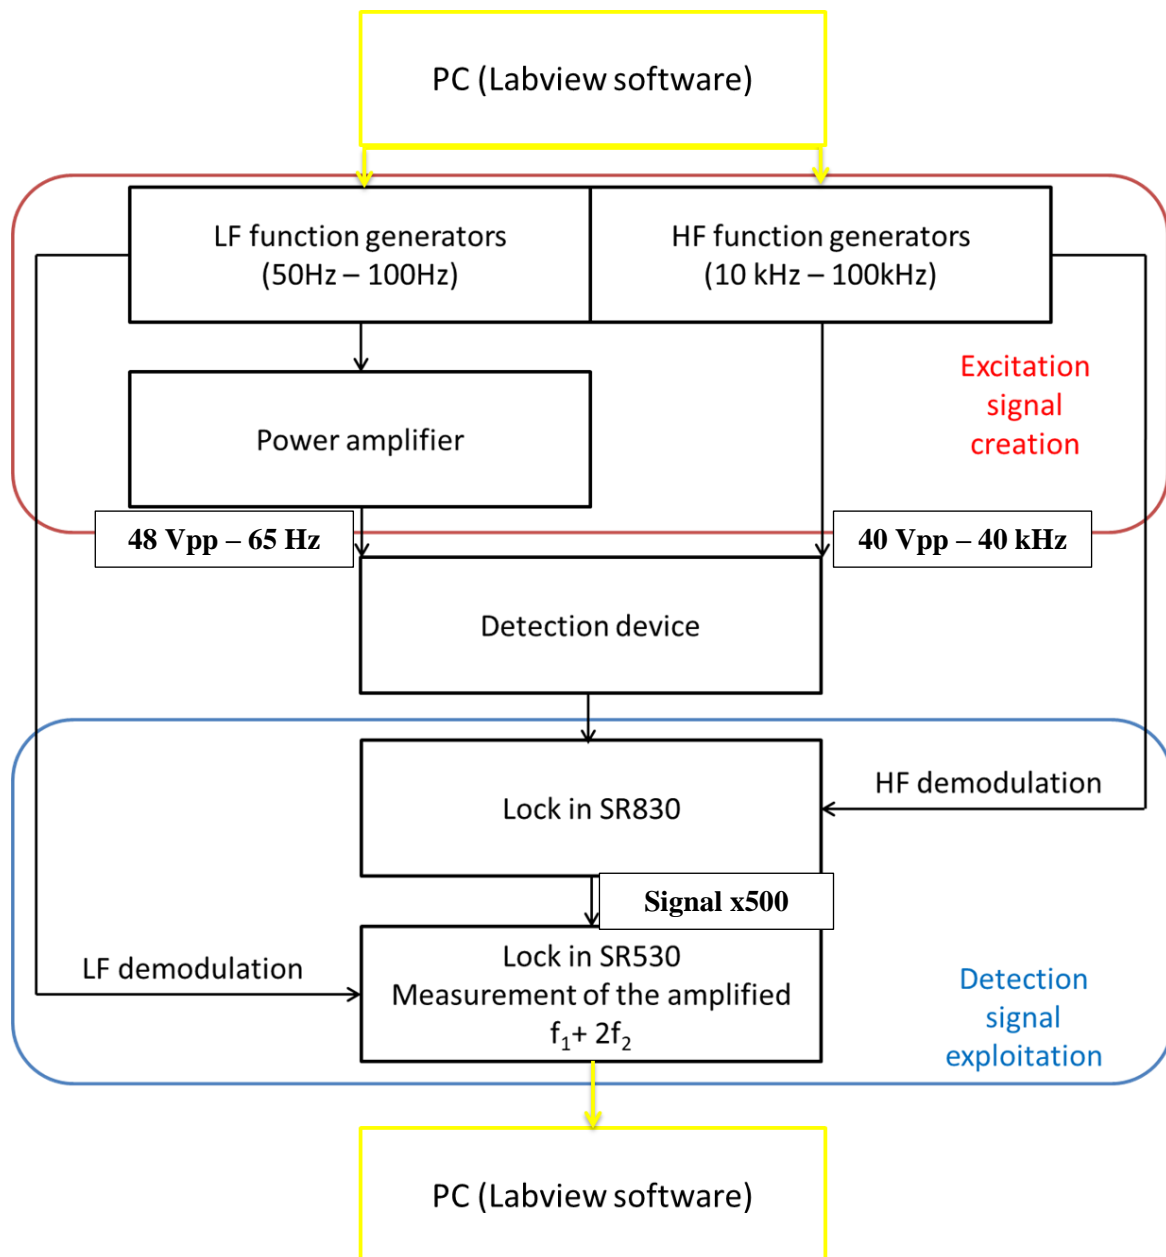 PC (Labview software)
LF function generators
(50Hz – 100Hz)
HF function generators
(10 kHz – 100kHz)
Excitation
signal
creation
Power amplifier
48 Vpp – 65 Hz
40 Vpp – 40 kHz
Detection device
Lock in SR830
HF demodulation
Signal x500
Lock in SR530
Measurement of the amplified
f₁+ 2f₂
LF demodulation
Detection
signal
exploitation
PC (Labview software)